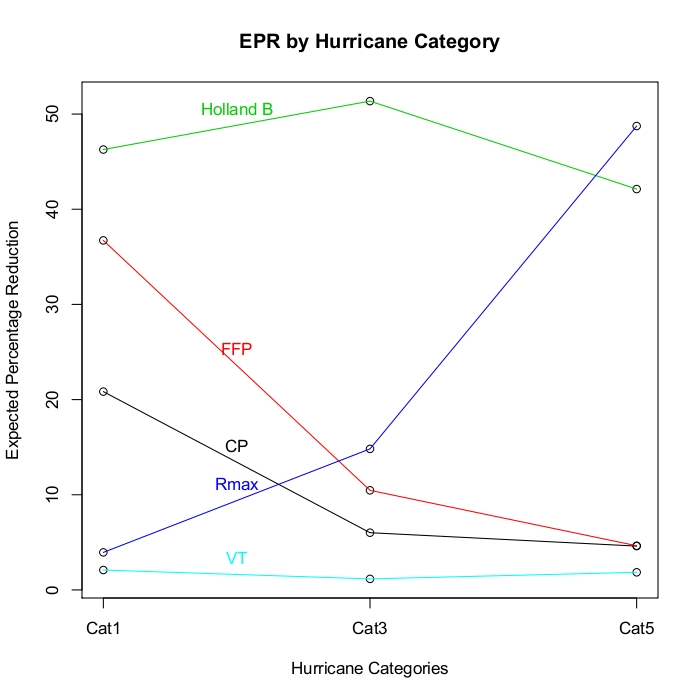 EPR by Hurricane Category
Expected Percentage Reduction
50
40
30
20
10
0
Holland B
FFP
CP
Rmax
VT
Cat1
Cat3
Cat5
Hurricane Categories